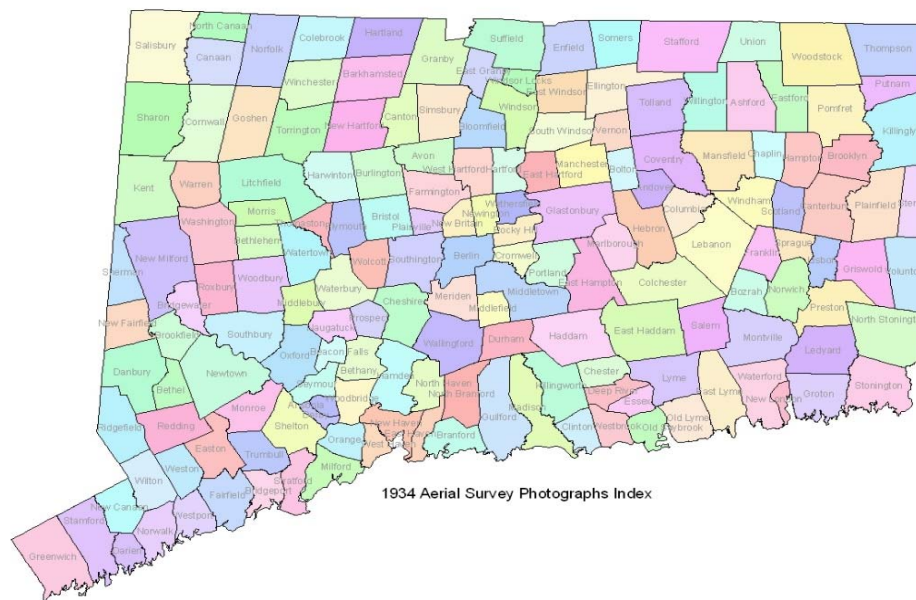 North Canaan
Colebrook
Hartland
Suffield
Enfield
Somers
Stafford
Union
Salisbury
Canaan
Norfolk
Granby
Woodstock
Thompson
East Granby
Windsor Locks
Winchester
Barkhamsted
East Windsor
Ellington
Putnam
Sharon
Cornwall
Goshen
Torrington
New Hartford
Canton
Simsbury
Windsor
Tolland
Willington
Ashford
Eastford
Pomfret
Bloomfield
South Windsor
Vernon
Killingly
Avon
West Hartford
Hartford
East Hartford
Manchester
Bolton
Coventry
Mansfield
Chaplin
Hampton
Brooklyn
Kent
Warren
Litchfield
Harwinton
Burlington
Farmington
Andover
Wethersfield
Glastonbury
Columbia
Windham
Scotland
Canterbury
Plainfield
Washington
Morris
Bethlehem
Thomaston
Plymouth
Bristol
Plainville
New Britain
Newington
Rocky Hill
Hebron
Marlborough
Lebanon
Franklin
Sprague
Lisbon
Griswold
Sherman
New Milford
Roxbury
Woodbury
Watertown
Wolcott
Southington
Berlin
Cromwell
Portland
East Hampton
Colchester
Bozrah
Norwich
Preston
Bridgewater
Middlebury
Waterbury
Cheshire
Meriden
Middletown
Middlefield
New Fairfield
Brookfield
Southbury
Naugatuck
Prospect
Wallingford
Durham
Haddam
East Haddam
Salem
Montville
North Stonington
Ledyard
Danbury
Bethel
Newtown
Oxford
Beacon Falls
Bethany
Hamden
North Haven
North Branford
Killingworth
Chester
Deep River
Essex
Lyme
East Lyme
Waterford
New London
Groton
Stonington
Seymour
Woodbridge
Monroe
Shelton
Guilford
Madison
Clinton
Westbrook
Old Saybrook
Old Lyme
Ridgefield
Redding
Easton
Trumbull
Orange
New Haven
West Haven
East Haven
Branford
Milford
Wilton
Weston
Fairfield
Bridgeport
Stratford
1934 Aerial Survey Photographs Index
New Canaan
Stamford
Norwalk
Westport
Darien
Greenwich